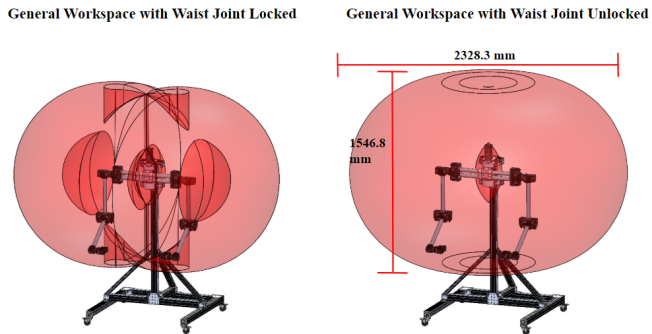 General Workspace with Waist Joint Locked
General Workspace with Waist Joint Unlocked
2328.3 mm
1546.8
mm